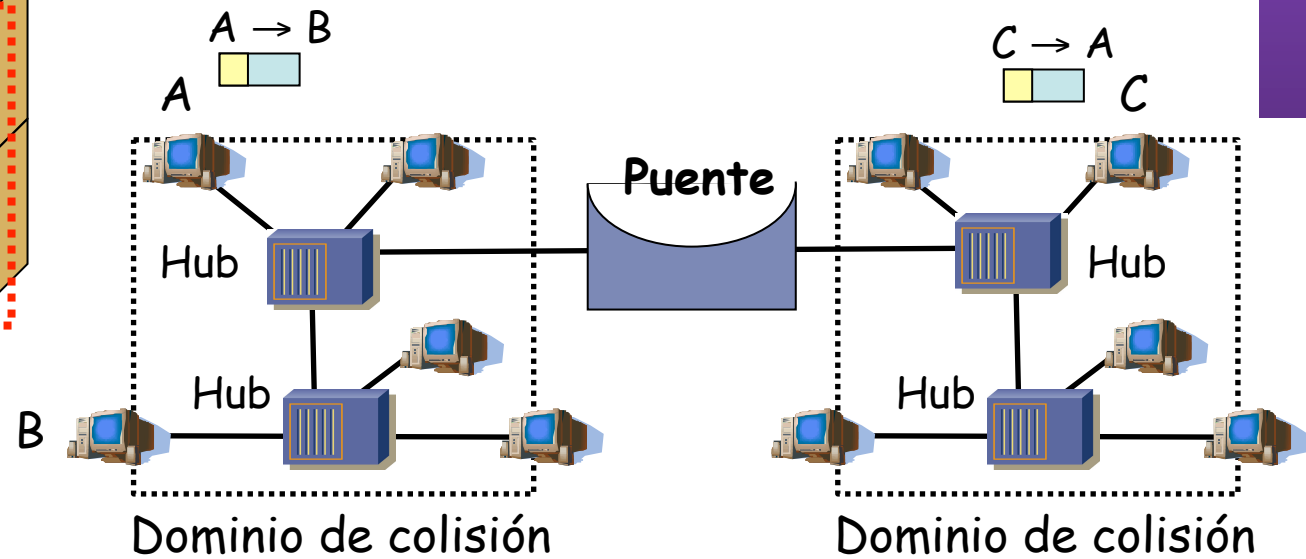 A → B
C → A
A
C
Puente
Hub
Hub
Hub
Hub
B
Dominio de colisión
Dominio de colisión